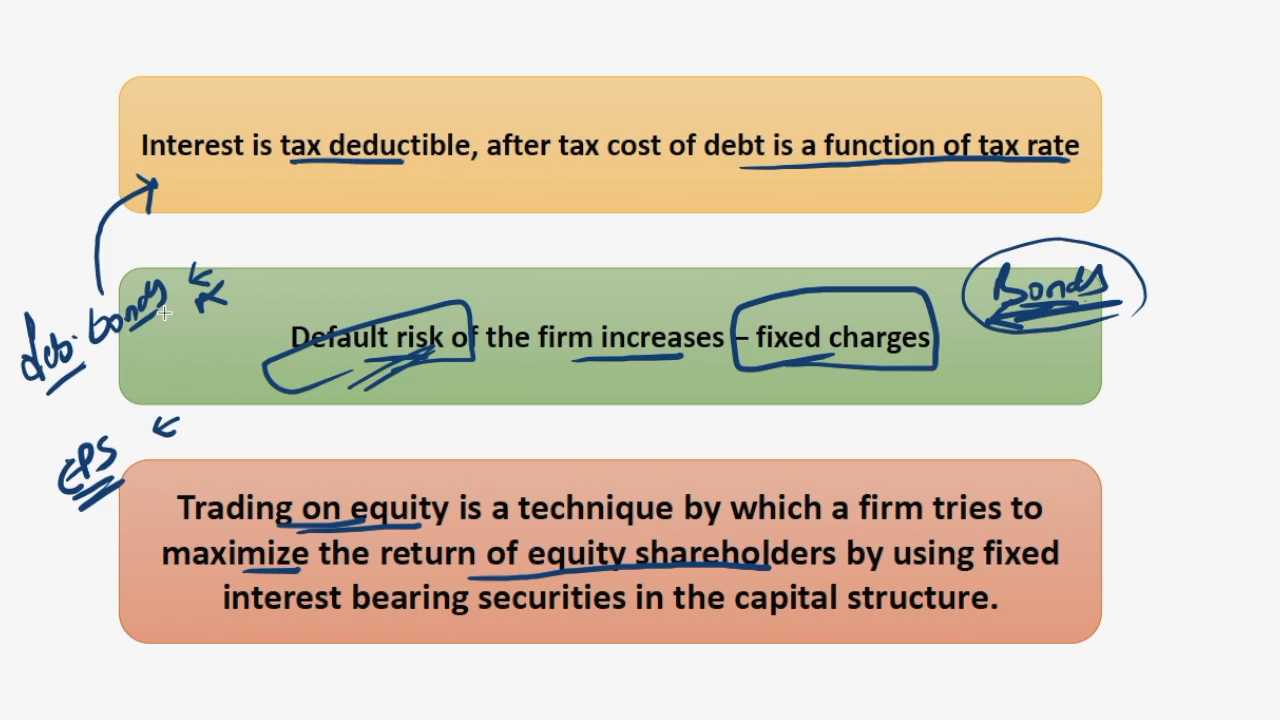 Interest is tax deductible, after tax cost of debt is a function of tax rate
Bonds
deb. bonds
Default risk of the firm increases – fixed charges
EPS
Trading on equity is a technique by which a firm tries to
maximize the return of equity shareholders by using fixed
interest bearing securities in the capital structure.